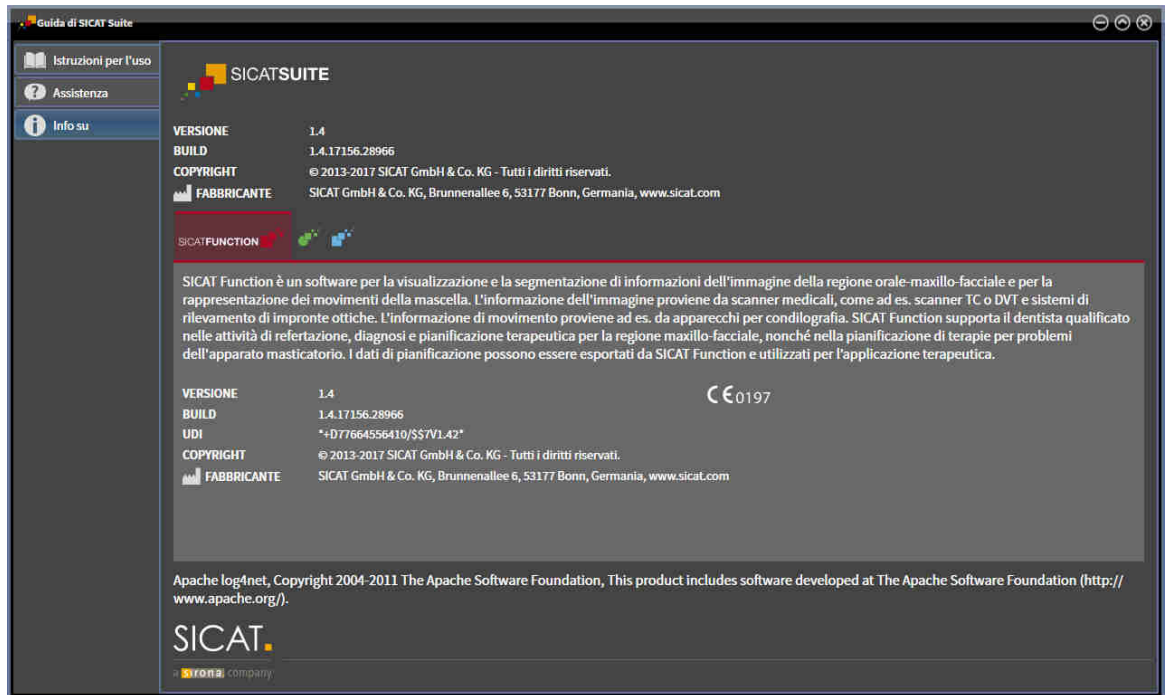 Guida di SICAT Suite
Istruzioni per l'uso
Assistenza
Info su
SICATSUITE
VERSIONE 1.4
BUILD 1.4.17156.28966
COPYRIGHT © 2013-2017 SICAT GmbH & Co. KG - Tutti i diritti riservati.
FABBRICANTE SICAT GmbH & Co. KG, Brunnenallee 6, 53177 Bonn, Germania, www.sicat.com
SICATFUNCTION
SICAT Function è un software per la visualizzazione e la segmentazione di informazioni dell'immagine della regione orale-maxillo-facciale e per la
rappresentazione dei movimenti della mascella. L'informazione dell'immagine proviene da scanner medicali, come ad es. scanner TC o DVT e sistemi di
rilevamento di impronte ottiche. L'informazione di movimento proviene ad es. da apparecchi per condilografia. SICAT Function supporta il dentista qualificato
nelle attività di refertazione, diagnosi e pianificazione terapeutica per la regione maxillo-facciale, nonché nella pianificazione di terapie per problemi
dell'apparato masticatorio. I dati di pianificazione possono essere esportati da SICAT Function e utilizzati per l'applicazione terapeutica.
VERSIONE 1.4
CE0197
BUILD 1.4.17156.28966
UDI *+D77664556410/$$7V1.42*
COPYRIGHT © 2013-2017 SICAT GmbH & Co. KG - Tutti i diritti riservati.
FABBRICANTE SICAT GmbH & Co. KG, Brunnenallee 6, 53177 Bonn, Germania, www.sicat.com
Apache log4net, Copyright 2004-2011 The Apache Software Foundation, This product includes software developed at The Apache Software Foundation (http://
www.apache.org/).
SICAT.
a sirona company